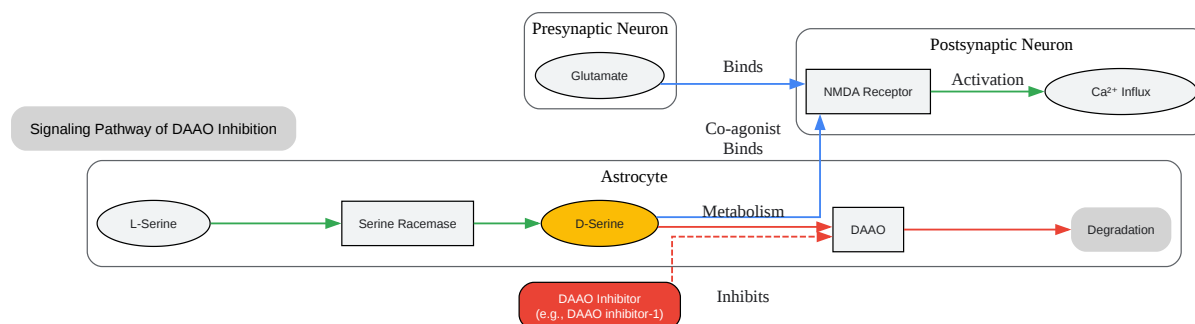 Presynaptic Neuron
Glutamate
Binds
Postsynaptic Neuron
NMDA Receptor
Activation
Ca²⁺ Influx
Signaling Pathway of DAAO Inhibition
Co-agonist
Binds
Astrocyte
L-Serine
Serine Racemase
D-Serine
Metabolism
DAAO
Degradation
DAAO Inhibitor
(e.g., DAAO inhibitor-1)
Inhibits